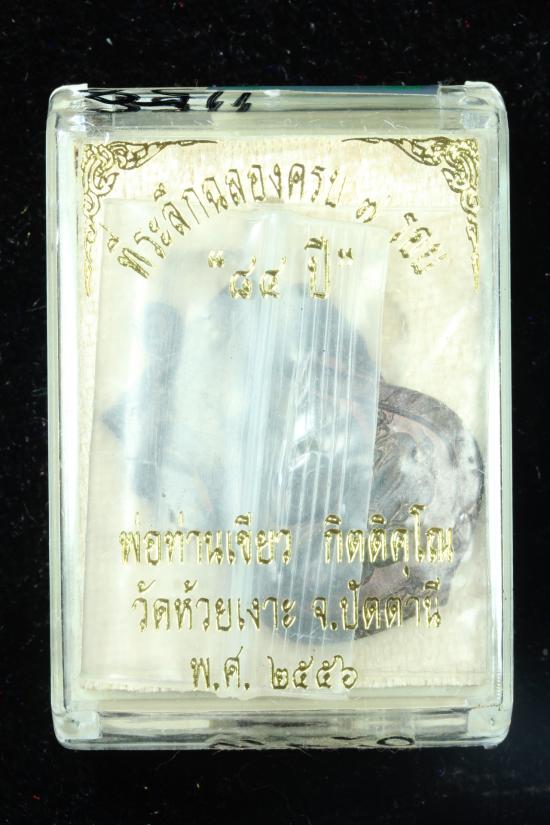 ที่ระลึกฉลองครบ ๓ รอบ
"๘๔ ปี"
พ่อท่านเขียว กิตติคุโณ
วัดห้วยเงาะ จ.ปัตตานี
พ.ศ. ๒๕๕๖